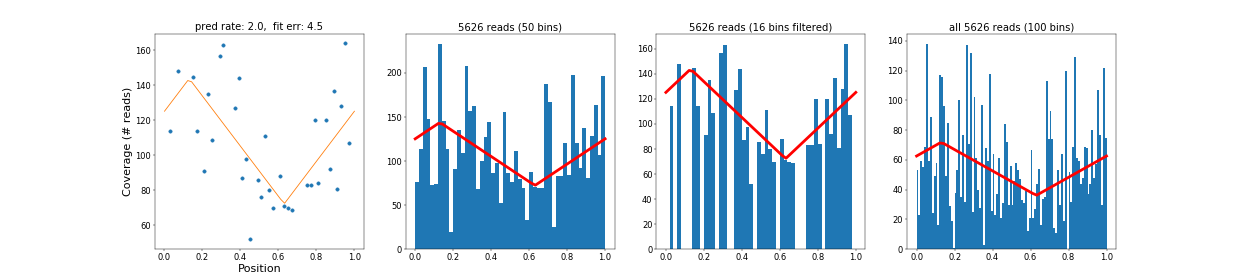 pred rate: 2.0,  fit err: 4.5
Coverage (# reads)
160
140
120
100
80
60
0.0 0.2 0.4 0.6 0.8 1.0
Position
5626 reads (50 bins)
200
150
100
50
0
0.0 0.2 0.4 0.6 0.8 1.0
5626 reads (16 bins filtered)
160
140
120
100
80
60
40
20
0
0.0 0.2 0.4 0.6 0.8 1.0
all 5626 reads (100 bins)
140
120
100
80
60
40
20
0
0.0 0.2 0.4 0.6 0.8 1.0